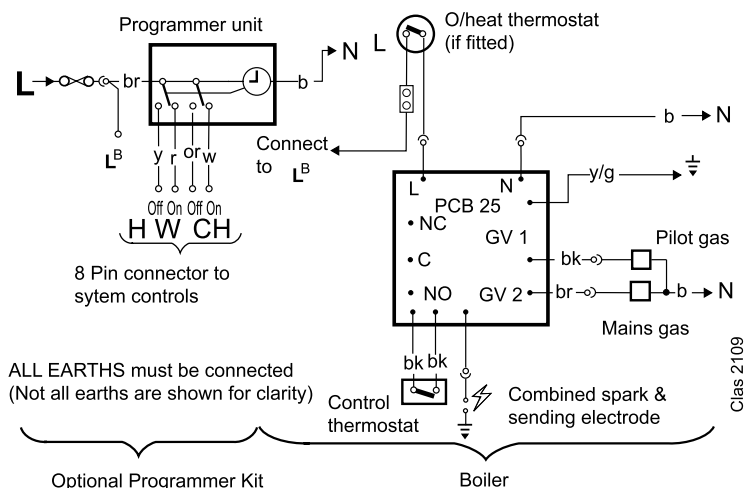 Programmer unit
O/heat thermostat
(if fitted)
L
N
L
br
b
Connect
to LB
LB
y r or w
Off On Off On
H W CH
8 Pin connector to
sytem controls
b N
y/g
L N
PCB 25
NC
GV 1
C
bk
Pilot gas
NO
GV 2
br
b N
Mains gas
bk bk
Control
thermostat
Combined spark &
sending electrode
ALL EARTHS must be connected
(Not all earths are shown for clarity)
Optional Programmer Kit
Boiler
Clas 2109